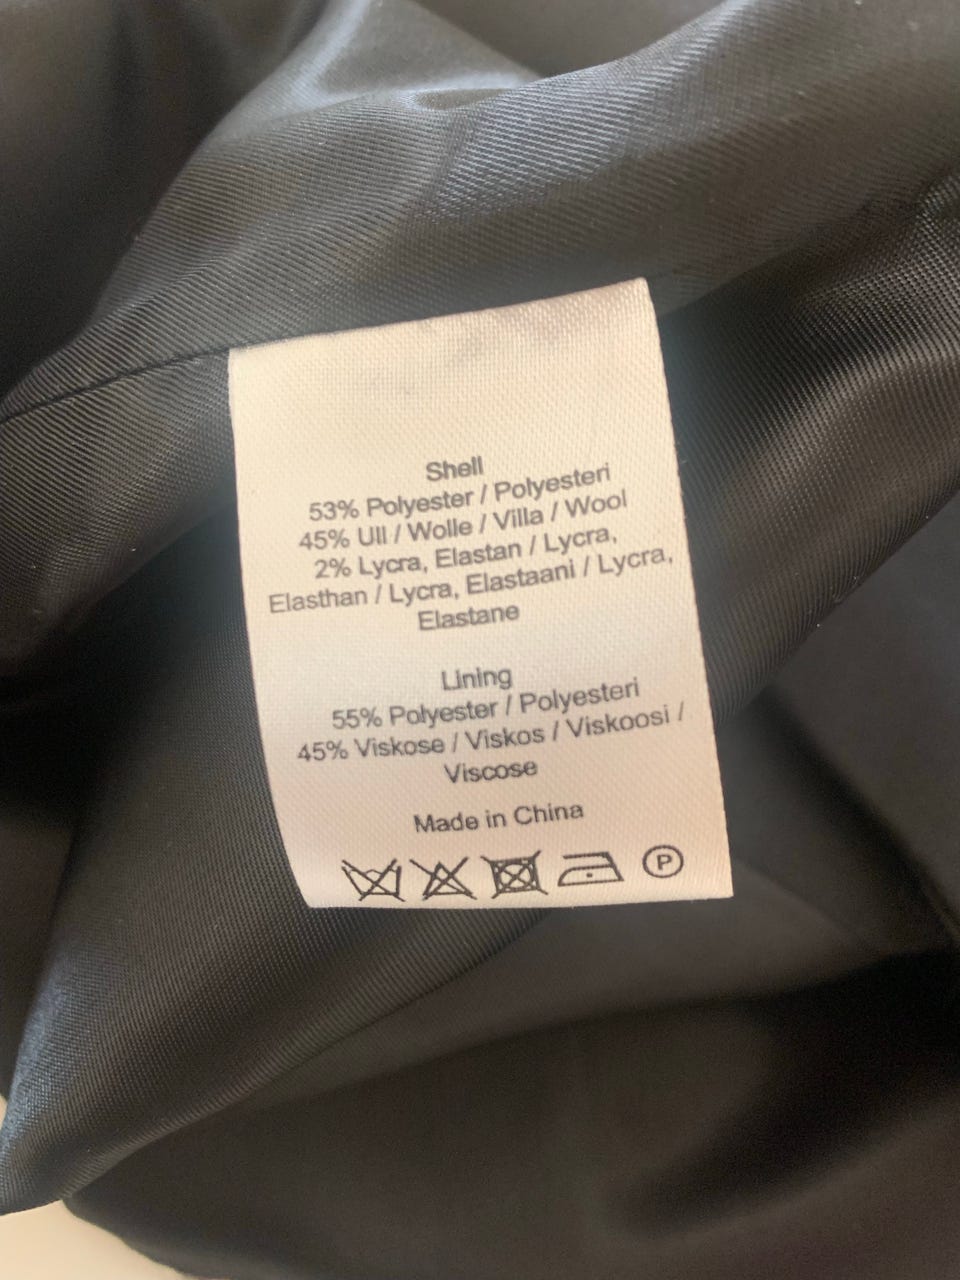 Shell
53% Polyester / Polyesteri
45% Ull / Wolle / Villa / Wool
2% Lycra, Elastan / Lycra,
Elasthan / Lycra, Elastaani / Lycra,
Elastane
Lining
55% Polyester / Polyesteri
45% Viskose / Viskos / Viskoosi /
Viscose
Made in China
P